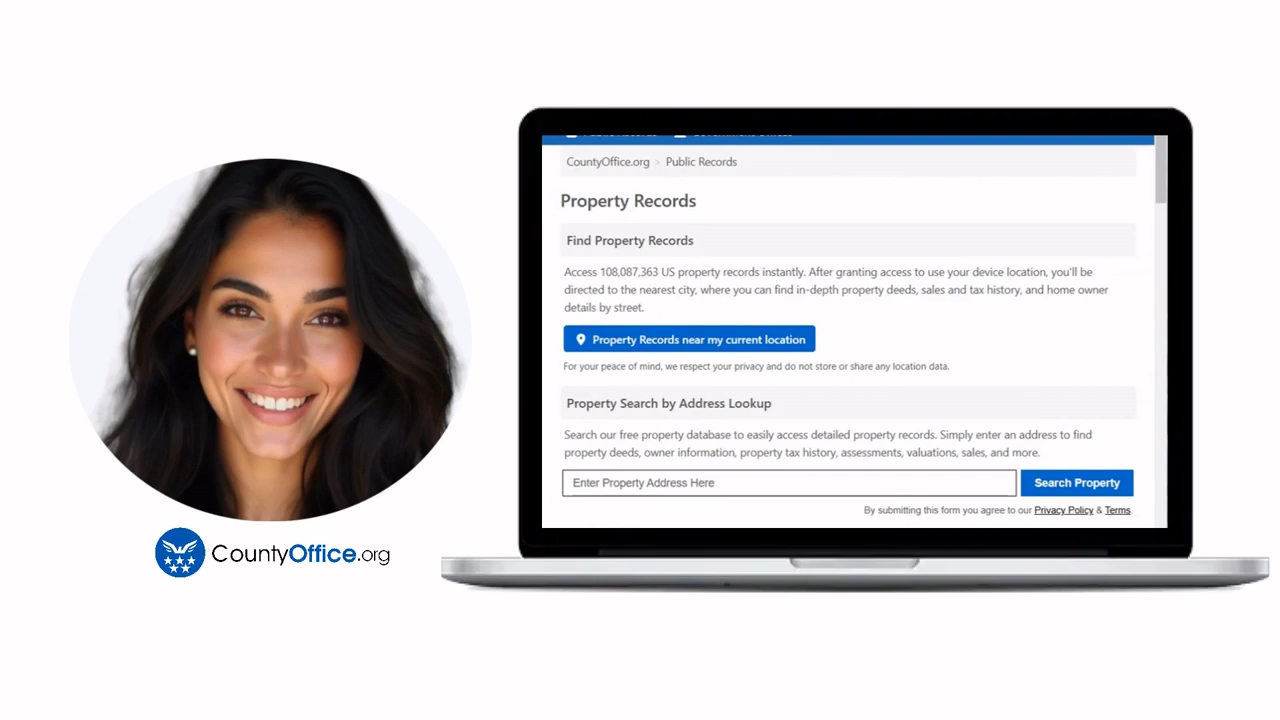 CountyOffice.org > Public Records
Property Records
Find Property Records
Access 108,087,363 US property records instantly. After granting access to use your device location, you'll be
directed to the nearest city, where you can find in-depth property deeds, sales and tax history, and home owner
details by street.
Property Records near my current location
For your peace of mind, we respect your privacy and do not store or share any location data.
Property Search by Address Lookup
Search our free property database to easily access detailed property records. Simply enter an address to find
property deeds, owner information, property tax history, assessments, valuations, sales, and more.
Enter Property Address Here
Search Property
By submitting this form you agree to our Privacy Policy & Terms.
CountyOffice.org